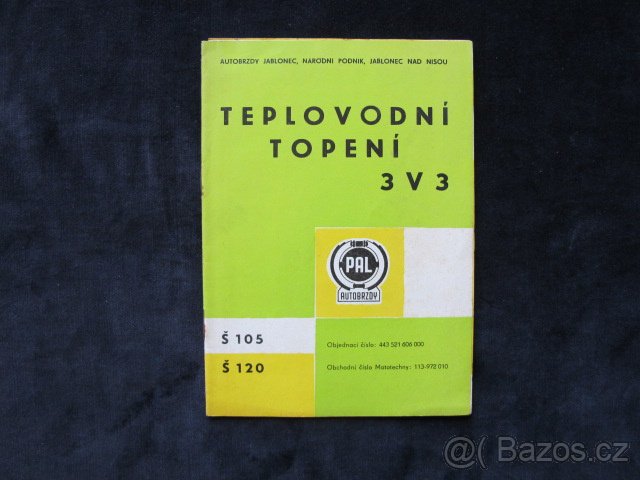 AUTOBRZDY JABLONEC, NÁRODNÍ PODNIK, JABLONEC NAD NISOU
TEPLOVODNÍ
TOPENÍ
3 V 3
PAL
AUTOBRZDY
Š 105
Objednací číslo: 443 521 606 000
Š 120
Obchodní číslo Mototechny: 113-972 010
@( Bazos.cz